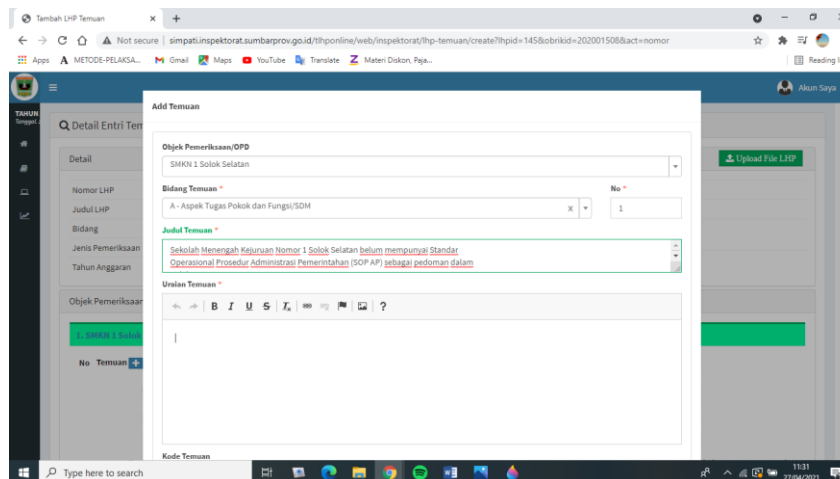 Tambah LHP Temuan
Not secure simpati.inspektorat.sumbarprov.go.id/tlhponline/web/inspektorat/lhp-temuan/create?lhpid=145&obrikid=202001508&act=nomor
Apps METODE-PELAKSA... Gmail Maps YouTube Translate Materi Diskon, Paja... Reading l
Akun Saya
Add Temuan
TAHUN
Tanggal
Detail Entri Tem
Objek Pemeriksaan/OPD
Detail
SMKN 1 Solok Selatan
Upload File LHP
Nomor LHP
Bidang Temuan * No *
Judul LHP
A - Aspek Tugas Pokok dan Fungsi/SDM x 1
Bidang
Judul Temuan *
Jenis Pemeriksaan
Sekolah Menengah Kejuruan Nomor 1 Solok Selatan belum mempunyai Standar
Operasional Prosedur Administrasi Pemerintahan (SOP AP) sebagai pedoman dalam
Tahun Anggaran
Uraian Temuan *
Objek Pemeriksaan
B I U S Tx ?
1. SMKN 1 Solok
No Temuan +
Kode Temuan
Type here to search
11:31
27/04/2021